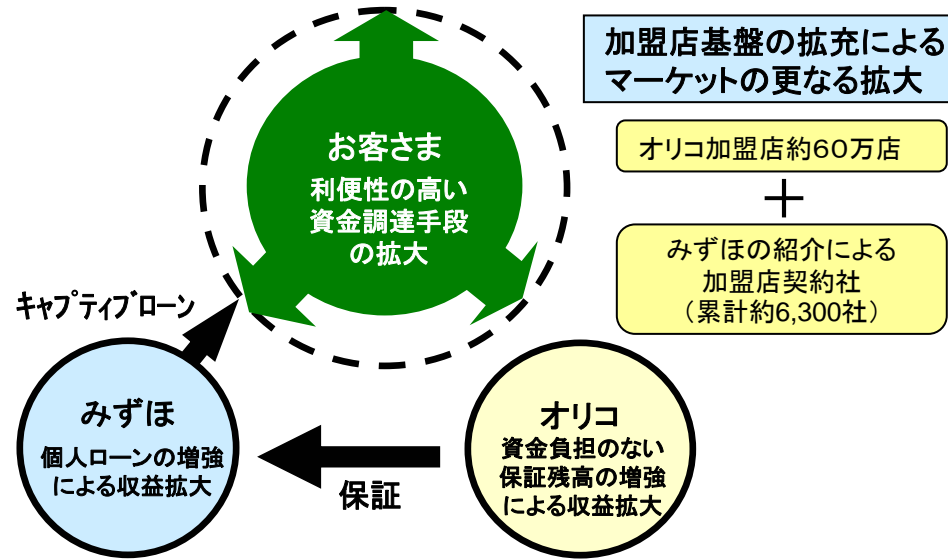 加盟店基盤の拡充による
マーケットの更なる拡大
オリコ加盟店約60万店
＋
みずほの紹介による
加盟店契約社
（累計約6,300社）
お客さま
利便性の高い
資金調達手段
の拡大
キャプティブローン
みずほ
個人ローンの増強
による収益拡大
保証
オリコ
資金負担のない
保証残高の増強
による収益拡大